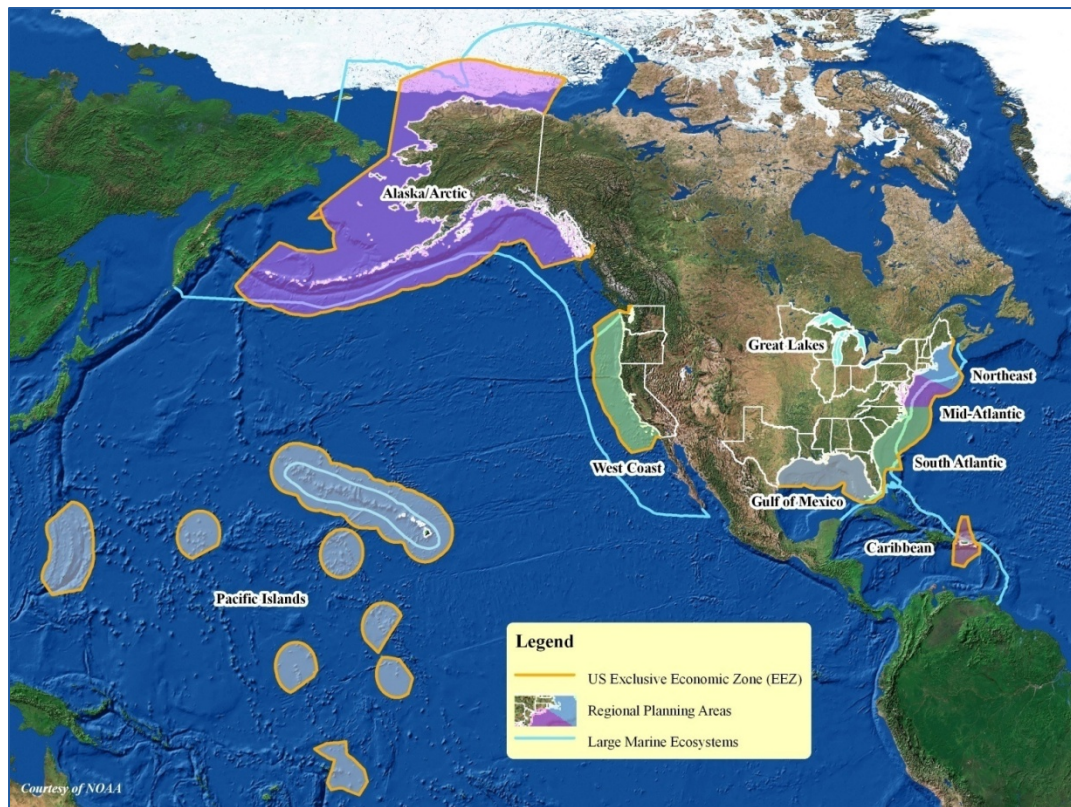 Alaska/Arctic
Great Lakes
Northeast
Mid-Atlantic
West Coast
South Atlantic
Gulf of Mexico
Caribbean
Pacific Islands
Legend
US Exclusive Economic Zone (EEZ)
Regional Planning Areas
Large Marine Ecosystems
Courtesy of NOAA